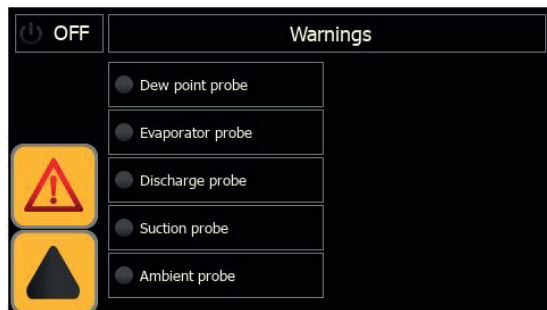 OFF
Warnings
Dew point probe
Evaporator probe
Discharge probe
Suction probe
Ambient probe